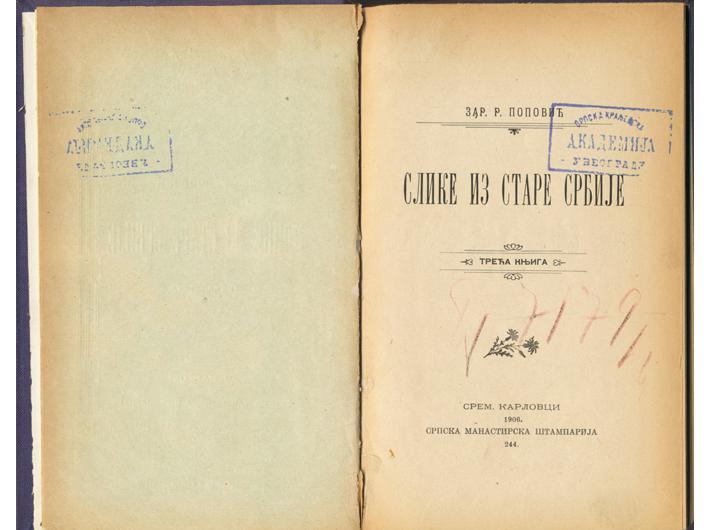 ЗАР. Р. ПОПОВИЋ
СРПСКА КРАЉЕВСКА
АКАДЕМИЈА
- У БЕОГРАДУ -
СЛИКЕ ИЗ СТАРЕ СРБИЈЕ
ТРЕЋА КЊИГА
7179
СРЕМ. КАРЛОВЦИ
1906.
СРПСКА МАНАСТИРСКА ШТАМПАРИЈА
244.